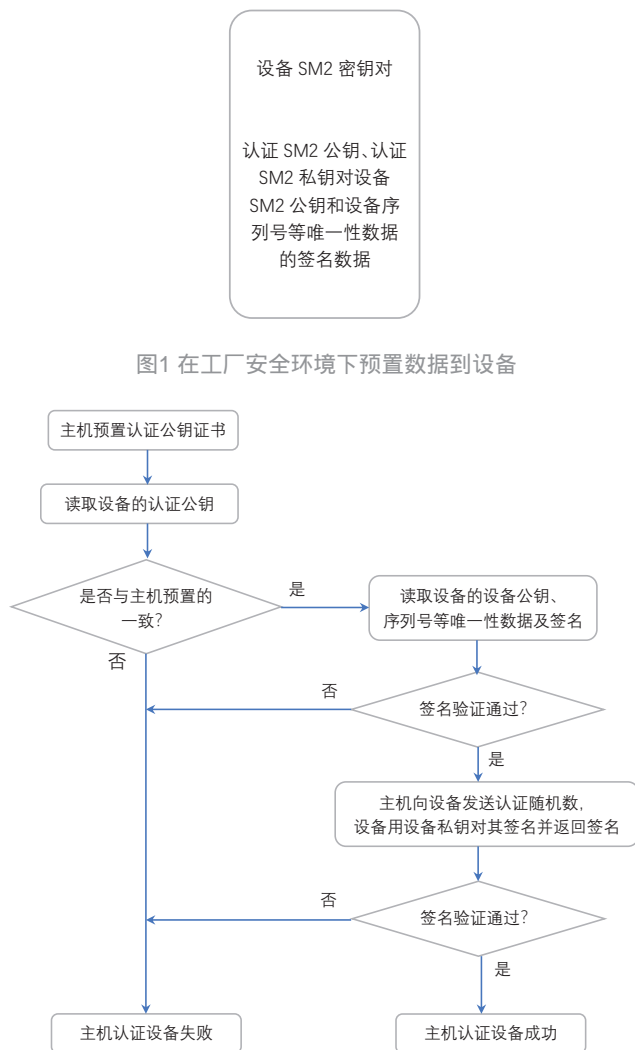 设备 SM2 密钥对
认证 SM2 公钥、认证
SM2 私钥对设备
SM2 公钥和设备序
列号等唯一性数据
的签名数据
图1 在工厂安全环境下预置数据到设备
主机预置认证公钥证书
读取设备的认证公钥
是否与主机预置的
一致?
是
读取设备的设备公钥、
序列号等唯一性数据及签名
否
否
签名验证通过?
是
主机向设备发送认证随机数,
设备用设备私钥对其签名并返回签名
否
签名验证通过?
是
主机认证设备失败
主机认证设备成功